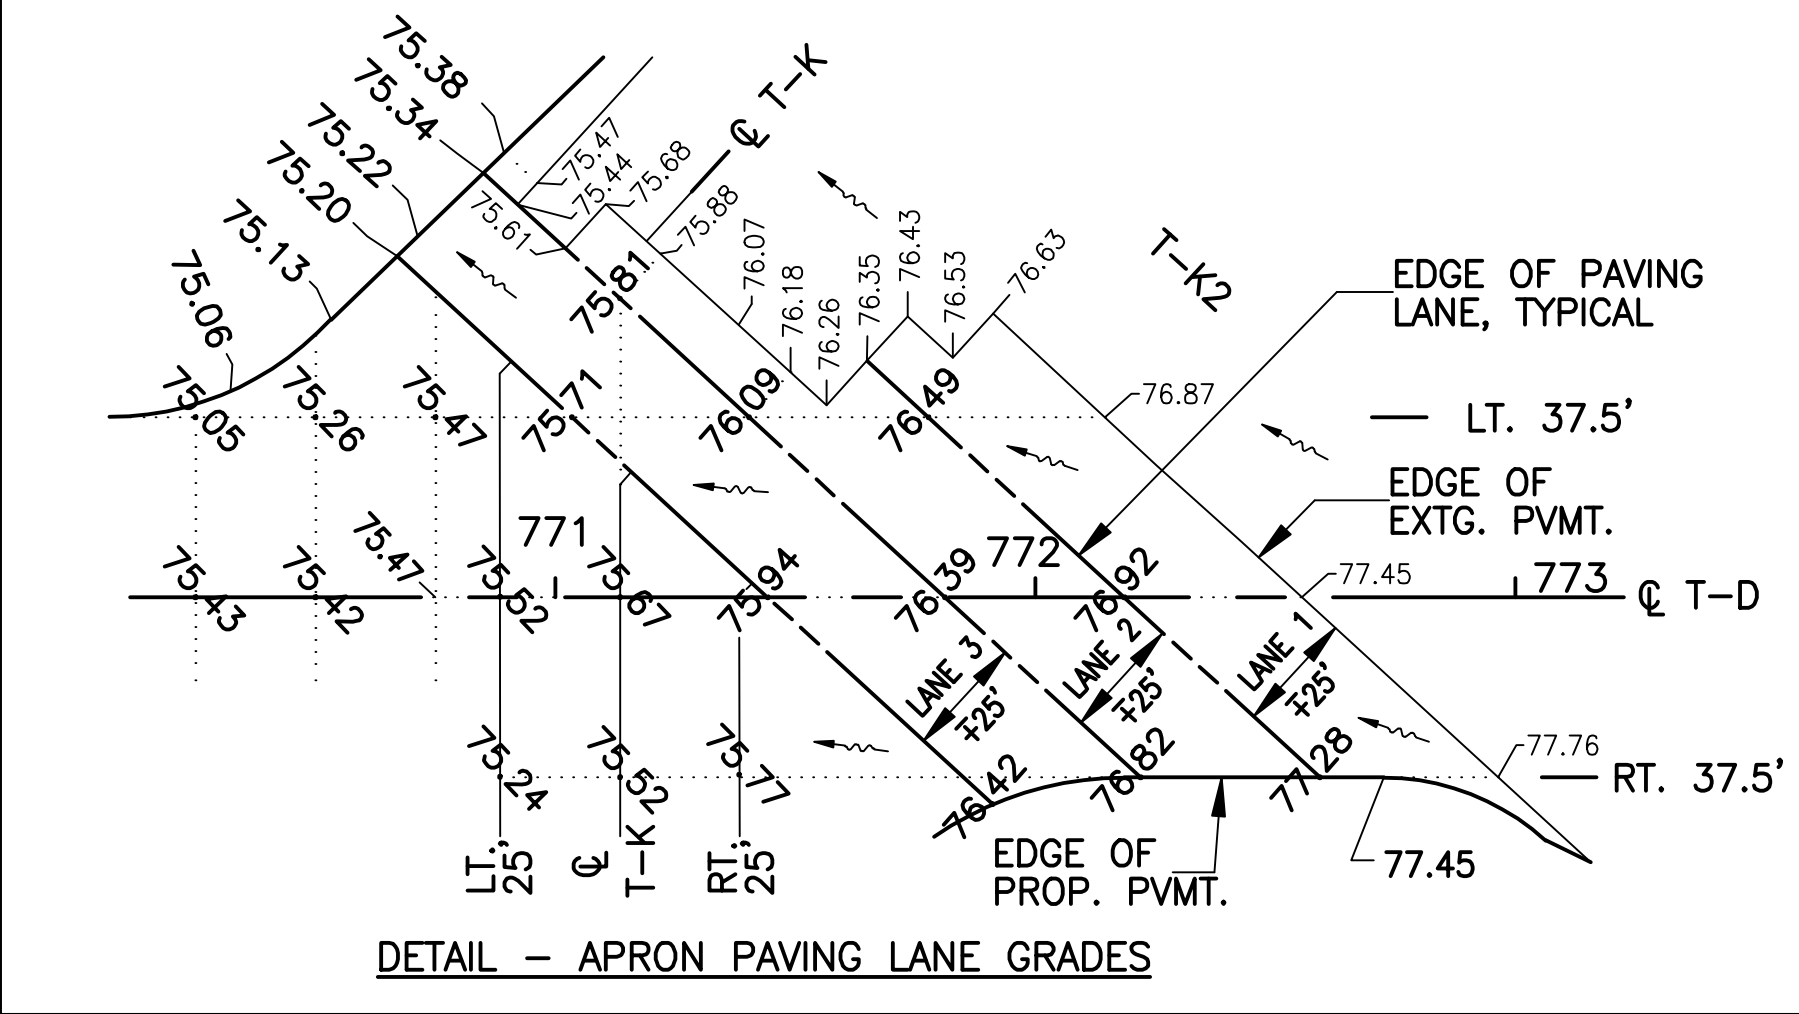 75.38
75.34
75.22
75.20
75.13
75.06
℄ T-K
75.47
75.44
75.68
75.61
75.88
75.81
76.07
76.18
76.26
76.35
76.43
76.53
76.63
T-K2
EDGE OF PAVING
LANE, TYPICAL
75.05
75.26
75.47
75.71
76.09
76.49
76.87
LT. 37.5'
EDGE OF
EXTG. PVMT.
75.47
771
772
773
75.43
75.42
75.52
75.67
75.94
76.39
76.92
77.45
℄ T-D
LANE 3
∓25'
LANE 2
∓25'
LANE 1
∓25'
75.24
75.52
75.77
76.42
76.82
77.28
77.76
RT. 37.5'
LT.
25'
℄
T-K
RT.
25'
EDGE OF
PROP. PVMT.
77.45
DETAIL - APRON PAVING LANE GRADES